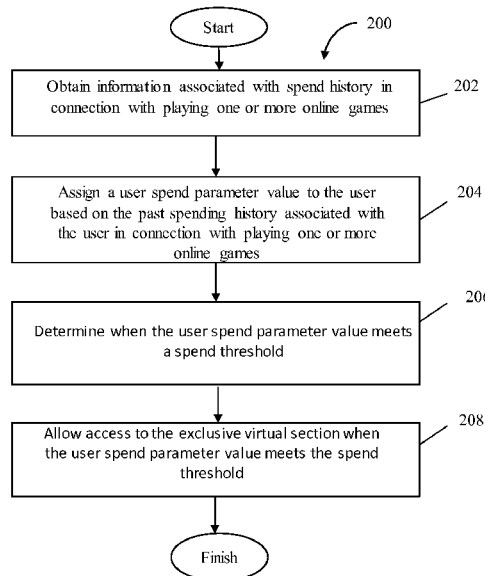 Start
200
Obtain information associated with spend history in
connection with playing one or more online games
202
Assign a user spend parameter value to the user
based on the past spending history associated with
the user in connection with playing one or more
online games
204
Determine when the user spend parameter value meets
a spend threshold
206
Allow access to the exclusive virtual section when
the user spend parameter value meets the spend
threshold
208
Finish